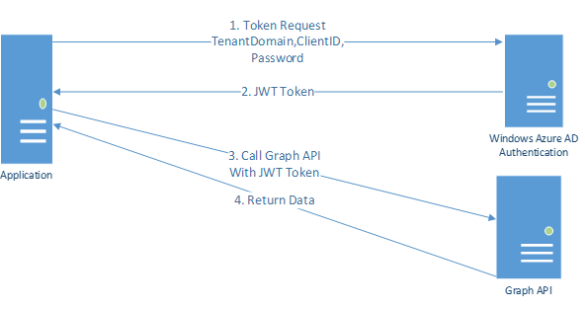 1. Token Request
TenantDomain,ClientID,
Password
2. JWT Token
Windows Azure AD
Authentication
3. Call Graph API
With JWT Token
Application
4. Return Data
Graph API